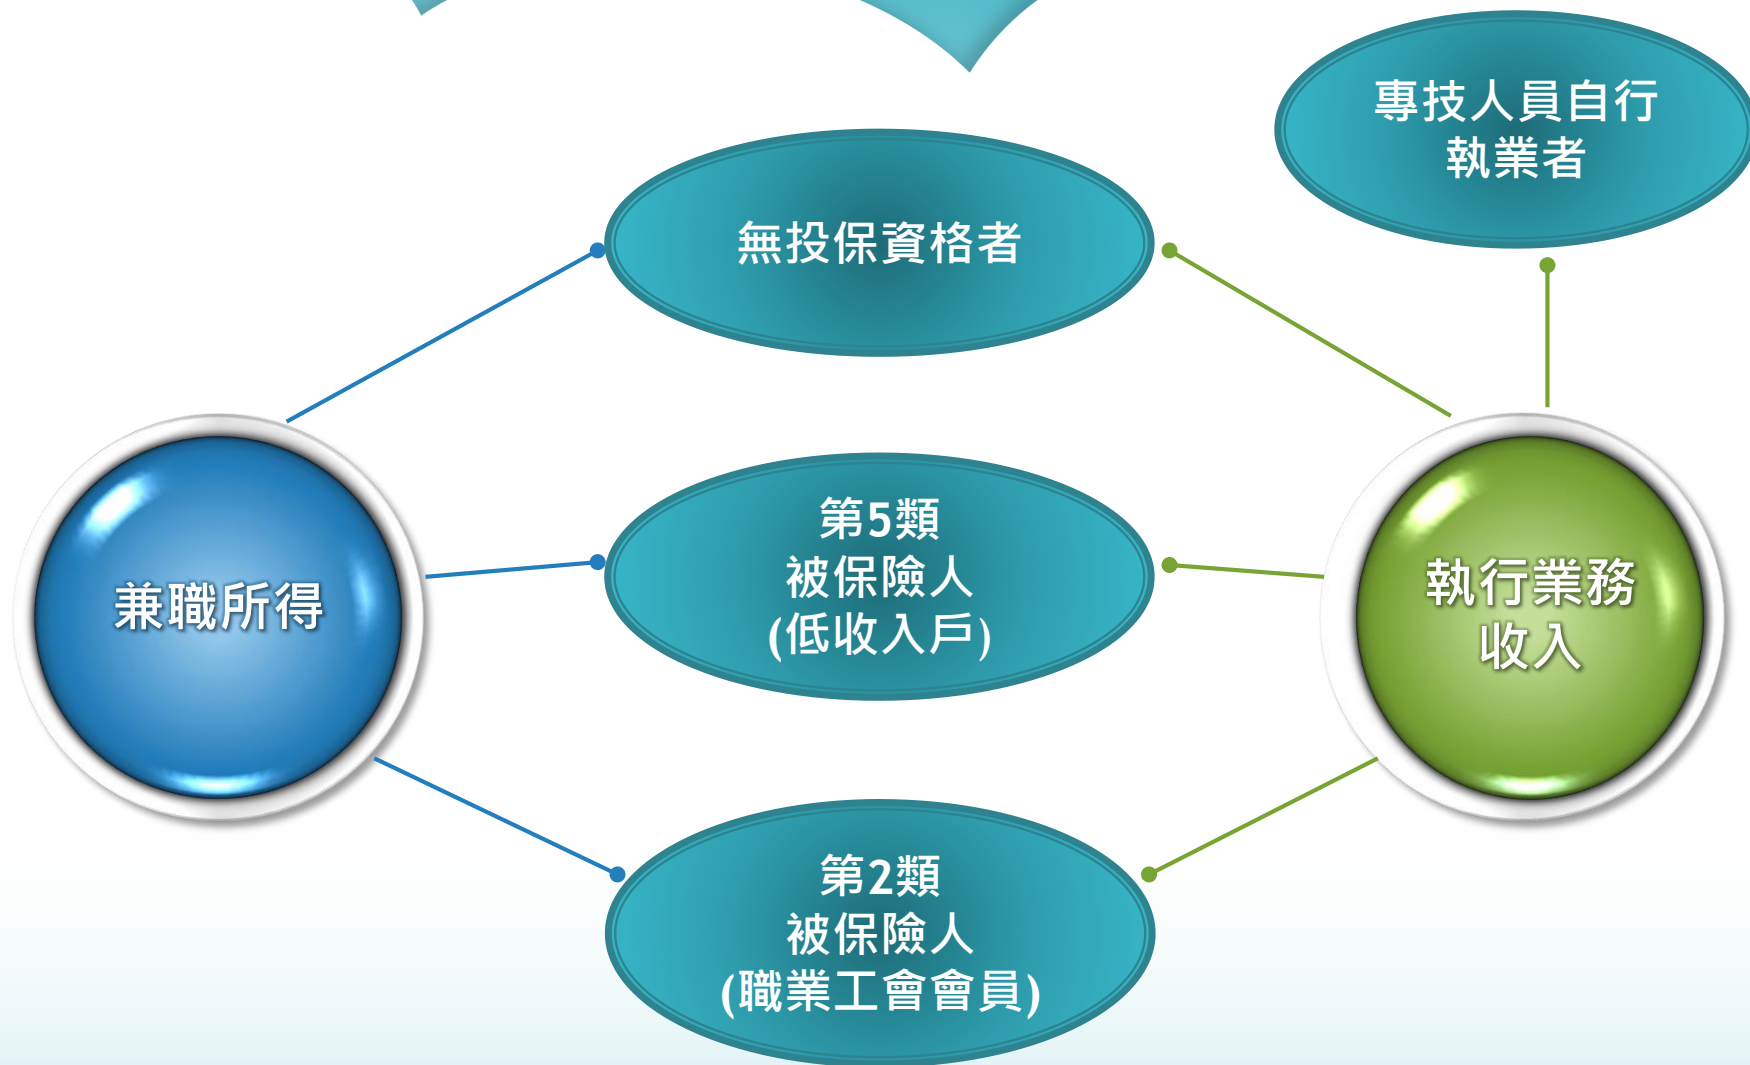 專技人員自行
執業者
無投保資格者
第5類
被保險人
(低收入戶)
兼職所得
執行業務
收入
第2類
被保險人
(職業工會會員)